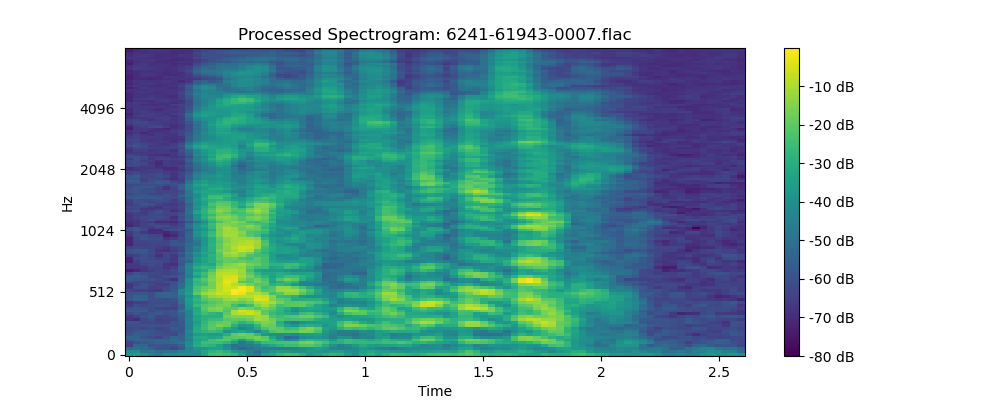 Processed Spectrogram: 6241-61943-0007.flac
Hz
4096
2048
1024
512
0
0
0.5
1
1.5
2
2.5
Time
-10 dB
-20 dB
-30 dB
-40 dB
-50 dB
-60 dB
-70 dB
-80 dB